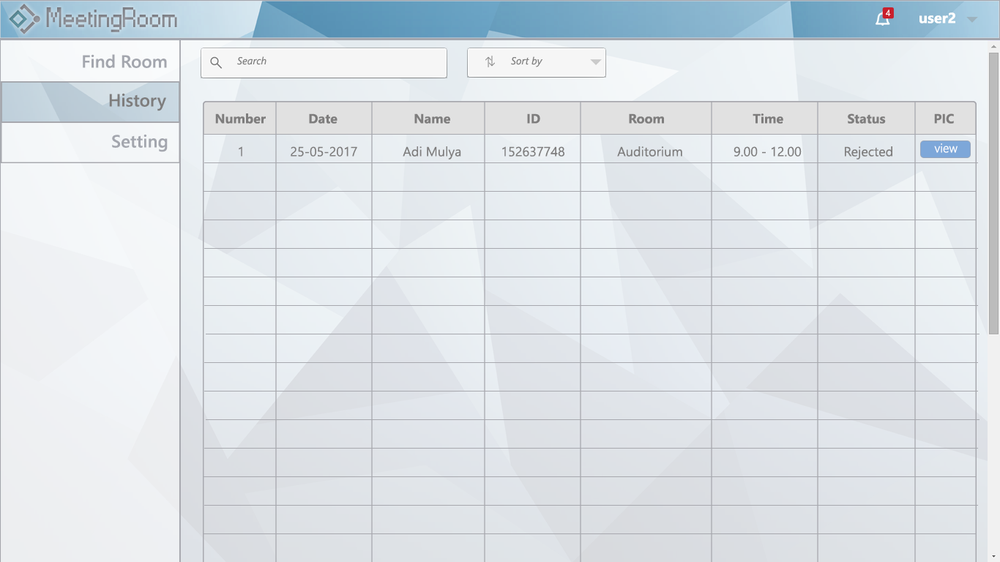 MeetingRoom
4
user2
Find Room
History
Setting
Search
Sort by
Number Date Name ID Room Time Status PIC
1 25-05-2017 Adi Mulya 152637748 Auditorium 9.00 - 12.00 Rejected view